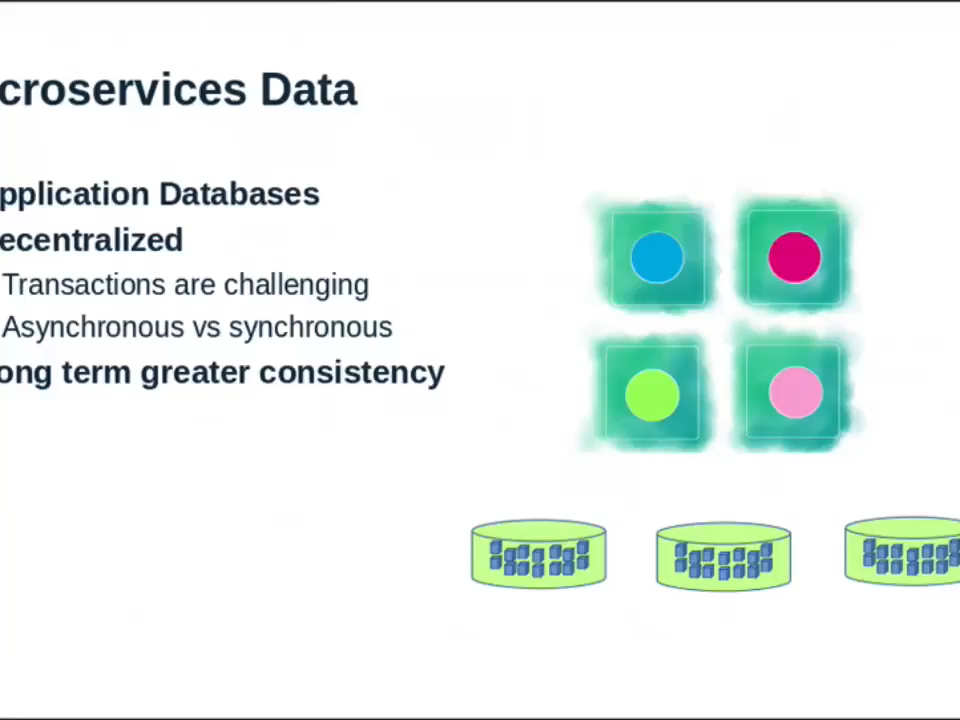 croservices Data
pplication Databases
ecentralized
Transactions are challenging
Asynchronous vs synchronous
ong term greater consistency